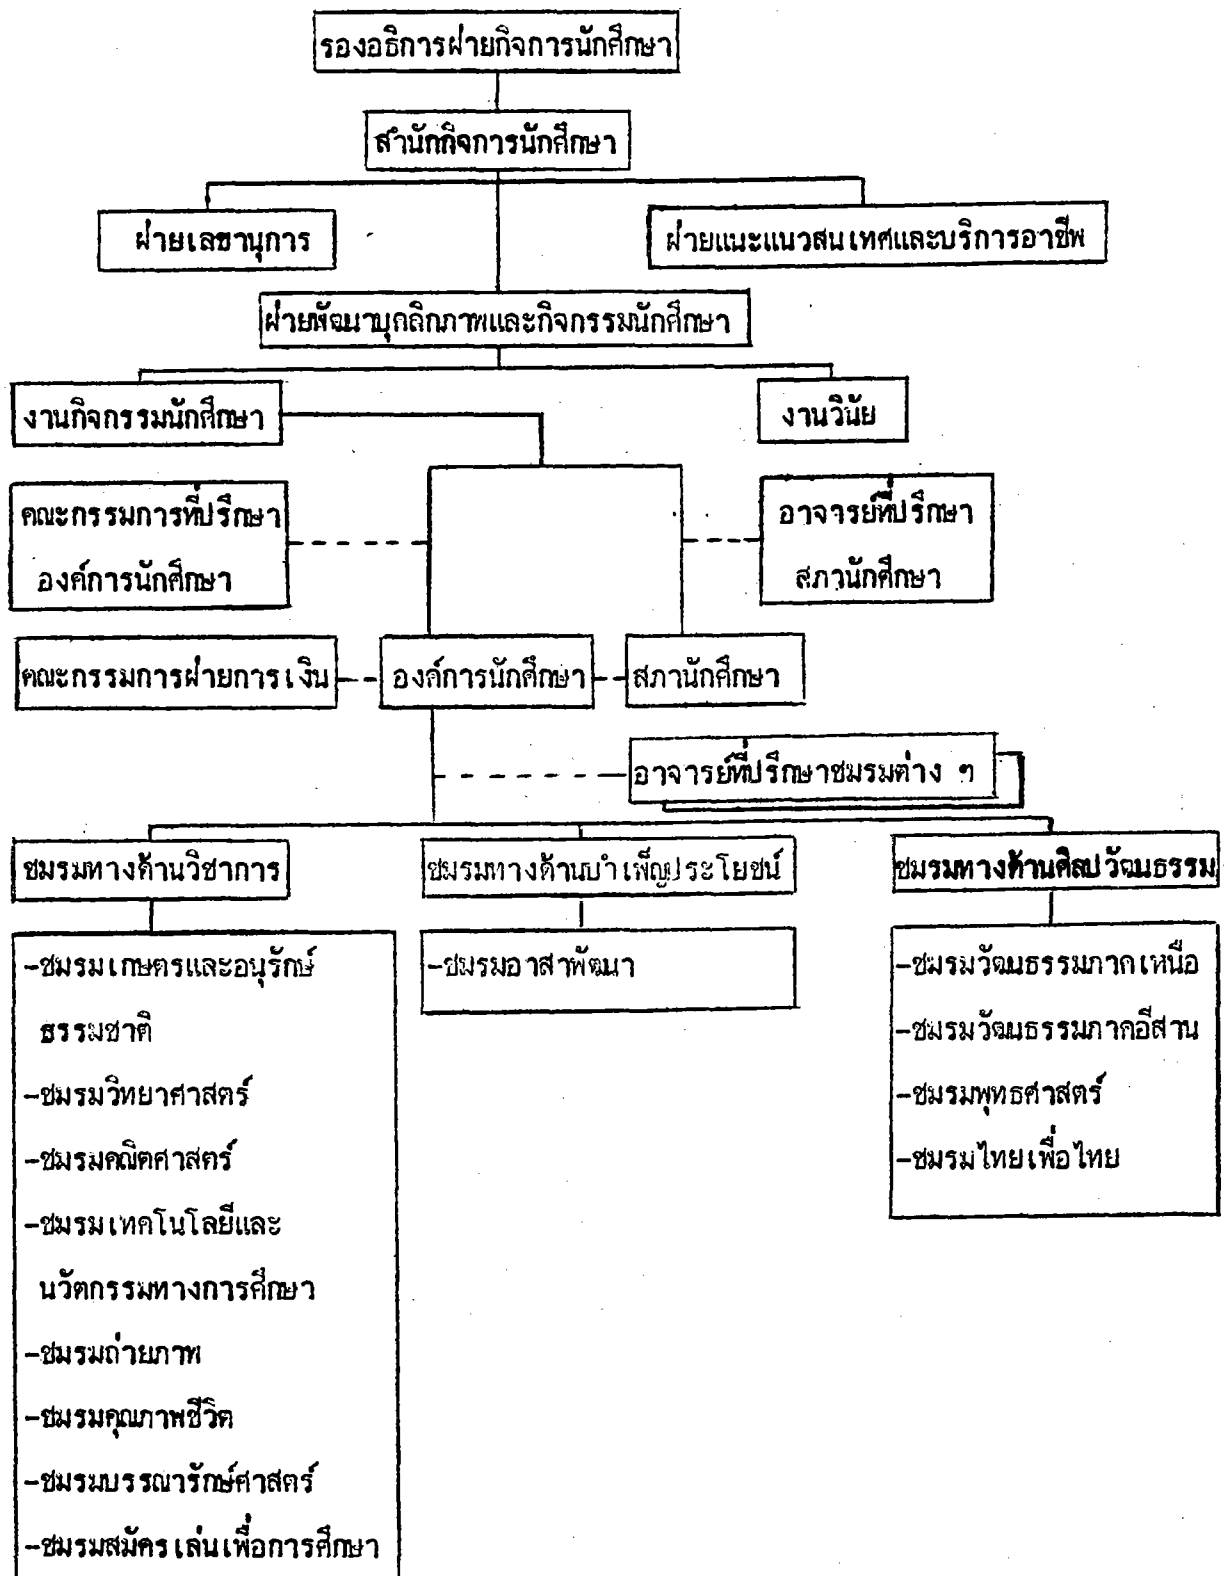 รองอธิการฝ่ายกิจการนักศึกษา
สำนักกิจการนักศึกษา
ฝ่ายเลขานุการ
ฝ่ายแนะแนวสนเทศและบริการอาชีพ
ฝ่ายพัฒนาบุคลิกภาพและกิจกรรมนักศึกษา
งานกิจกรรมนักศึกษา
งานวินัย
คณะกรรมการที่ปรึกษา
องค์การนักศึกษา
อาจารย์ที่ปรึกษา
สภานักศึกษา
คณะกรรมการฝ่ายการเงิน
องค์การนักศึกษา
สภานักศึกษา
อาจารย์ที่ปรึกษาชมรมต่าง ๆ
ชมรมทางด้านวิชาการ
ชมรมทางด้านบำเพ็ญประโยชน์
ชมรมทางด้านศิลปวัฒนธรรม
-ชมรมเกษตรและอนุรักษ์
ธรรมชาติ
-ชมรมวิทยาศาสตร์
-ชมรมคณิตศาสตร์
-ชมรมเทคโนโลยีและ
นวัตกรรมทางการศึกษา
-ชมรมถ่ายภาพ
-ชมรมคุณภาพชีวิต
-ชมรมบรรณารักษ์ศาสตร์
-ชมรมสมัครเล่นเพื่อการศึกษา
-ชมรมอาสาพัฒนา
-ชมรมวัฒนธรรมภาคเหนือ
-ชมรมวัฒนธรรมภาคอีสาน
-ชมรมพุทธศาสตร์
-ชมรมไทยเพื่อไทย